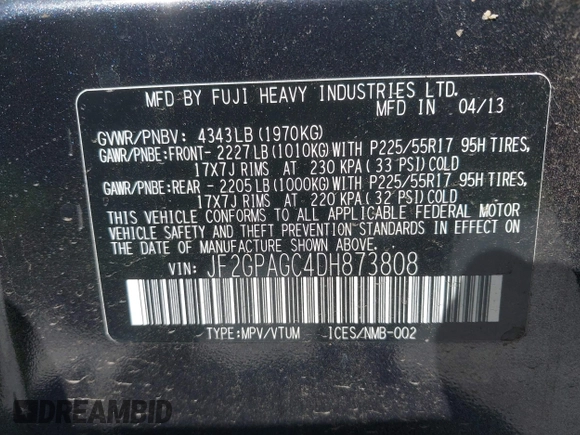 MFD BY FUJI HEAVY INDUSTRIES LTD.
MFD IN 04/13
GVWR/PNBV: 4343LB(1970KG)
GAWR/PNBE:FRONT- 2227LB(1010KG)WITH P225/55R17 95H TIRES,
17X7J RIMS AT 230 KPA(33 PSI)COLD
GAWR/PNBE:REAR - 2205LB(1000KG)WITH P225/55R17 95H TIRES,
17X7J RIMS AT 220 KPA(32 PSI)COLD
THIS VEHICLE CONFORMS TO ALL APPLICABLE FEDERAL MOTOR
VEHICLE SAFETY AND THEFT PREVENTION STANDARDS IN EFFECT ON
THE DATE OF MANUFACTURE SHOWN ABOVE.
VIN: JF2GPAGC4DH873808
TYPE:MPV/VTUM ICES/NMB-002
DREAMBID